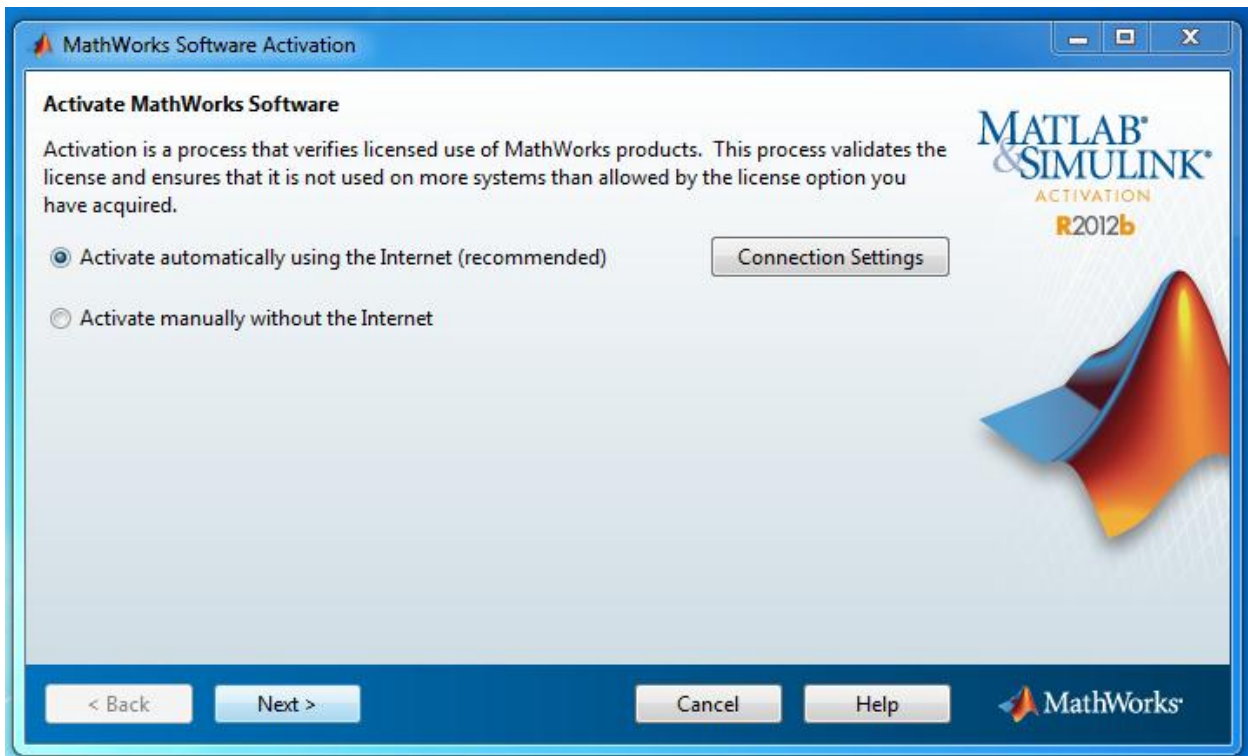 MathWorks Software Activation
Activate MathWorks Software
Activation is a process that verifies licensed use of MathWorks products. This process validates the
license and ensures that it is not used on more systems than allowed by the license option you
have acquired.
Activate automatically using the Internet (recommended)
Connection Settings
Activate manually without the Internet
MATLAB®
&SIMULINK®
ACTIVATION
R2012b
< Back
Next >
Cancel
Help
MathWorks®